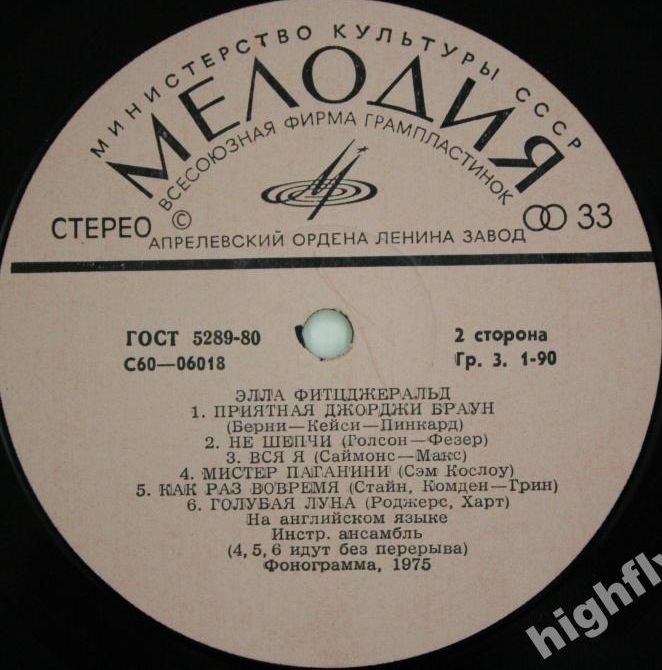 МИНИСТЕРСТВО КУЛЬТУРЫ СССР
МЕЛОДИЯ
ВСЕСОЮЗНАЯ ФИРМА ГРАМПЛАСТИНОК
СТЕРЕО © 33
АПРЕЛЕВСКИЙ ОРДЕНА ЛЕНИНА ЗАВОД
ГОСТ 5289-80
С60—06018
2 сторона
Гр. 3. 1-90
ЭЛЛА ФИТЦДЖЕРАЛЬД
1. ПРИЯТНАЯ ДЖОРДЖИ БРАУН
(Берни—Кейси—Пинкард)
2. НЕ ШЕПЧИ (Голсон—Фезер)
3. ВСЯ Я (Саймонс—Макс)
4. МИСТЕР ПАГАНИНИ (Сэм Кослоу)
5. КАК РАЗ ВОВРЕМЯ (Стайн, Комден—Грин)
6. ГОЛУБАЯ ЛУНА (Роджерс, Харт)
На английском языке
Инстр. ансамбль
(4, 5, 6 идут без перерыва)
Фонограмма, 1975
highfly